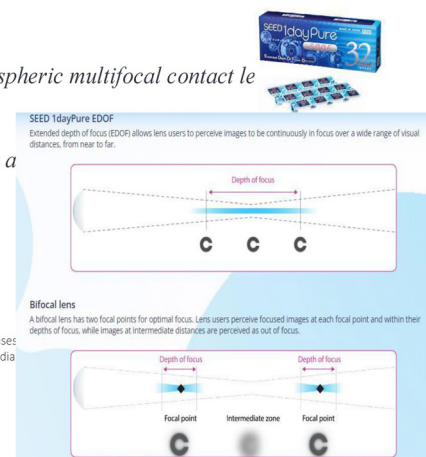 SEED 1dayPure
32
spheric multifocal contact le
a
SEED 1dayPure EDOF
Extended depth of focus (EDOF) allows lens users to perceive images to be continuously in focus over a wide range of visual
distances, from near to far.
Depth of focus
C C C
Bifocal lens
A bifocal lens has two focal points for optimal focus. Lens users perceive focused images at each focal point and within their
depths of focus, while images at intermediate distances are perceived as out of focus.
ses
dia
Depth of focus Depth of focus
Focal point Intermediate zone Focal point
C C